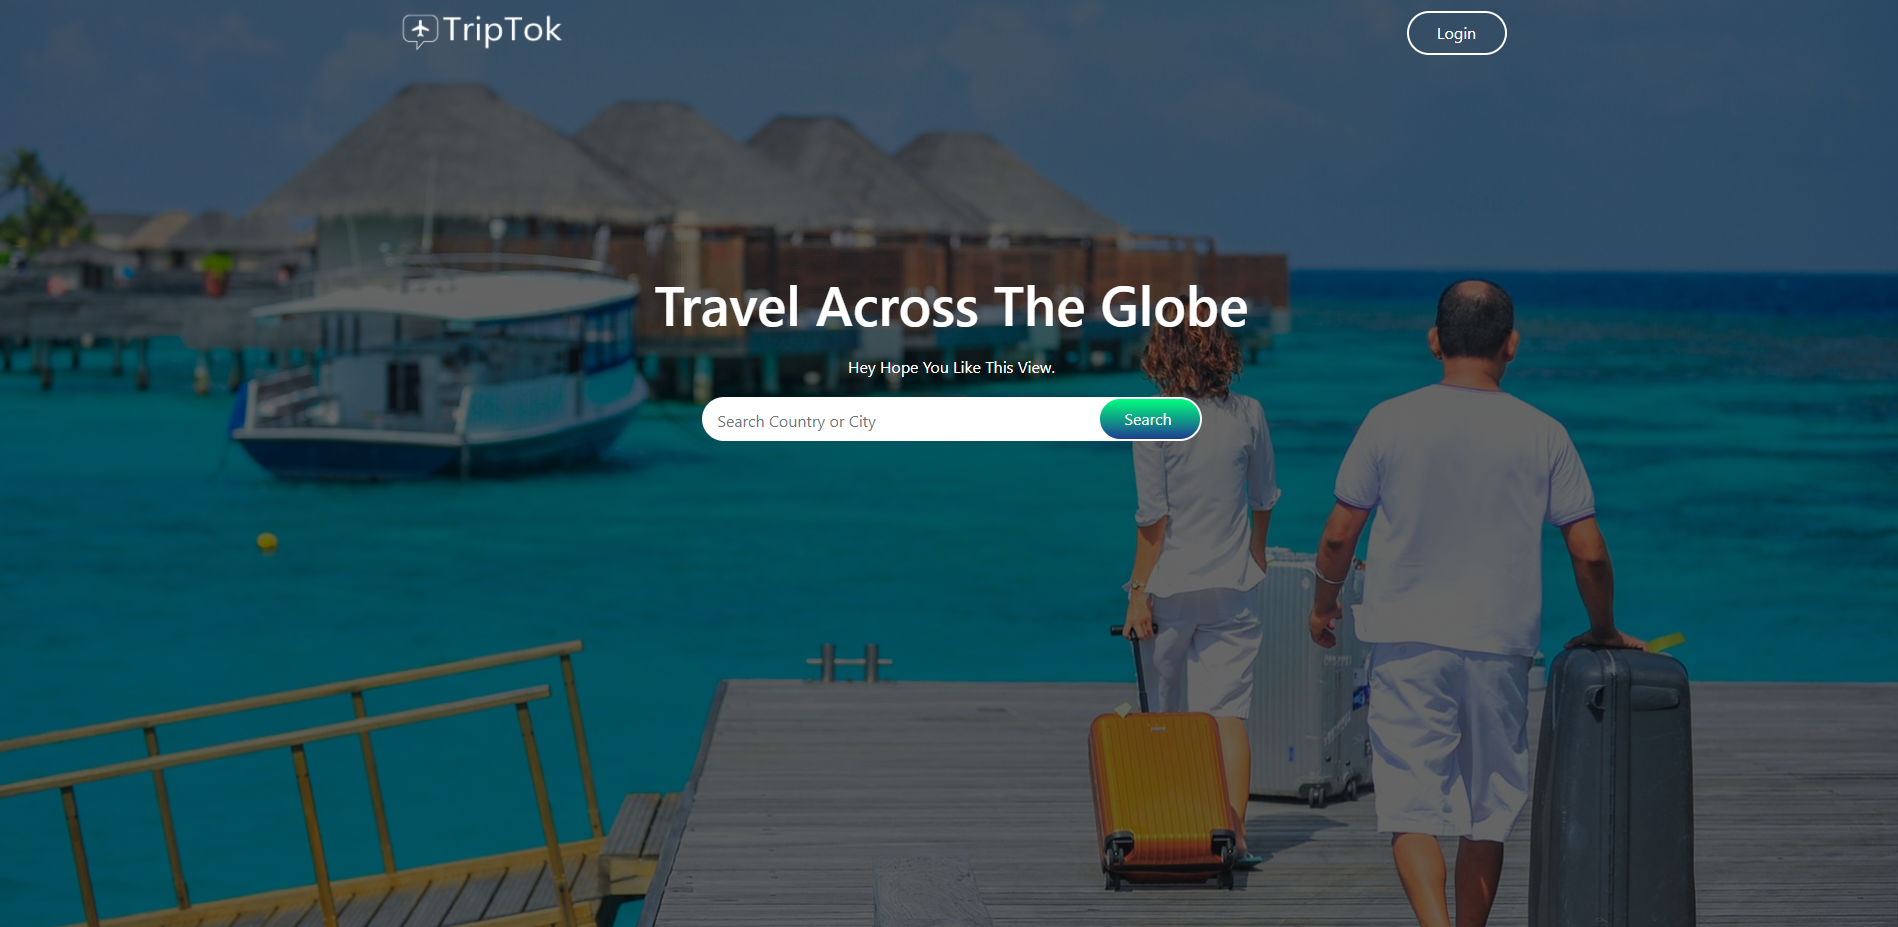 TripTok
Login
Travel Across The Globe
Hey Hope You Like This View.
Search Country or City
Search